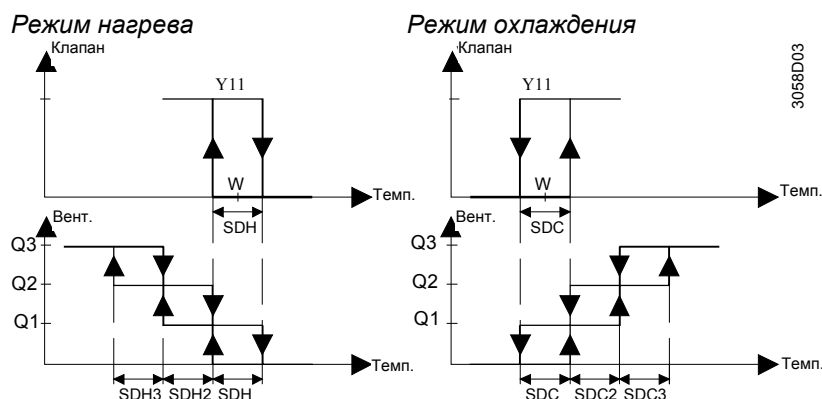 Режим нагрева
Клапан
Y11
W
Темп.
SDH
Вент.
Q3
Q2
Q1
Темп.
SDH3 SDH2 SDH
Режим охлаждения
Клапан
Y11
W
Темп.
SDC
Вент.
Q3
Q2
Q1
Темп.
SDC SDC2 SDC3
3058D03